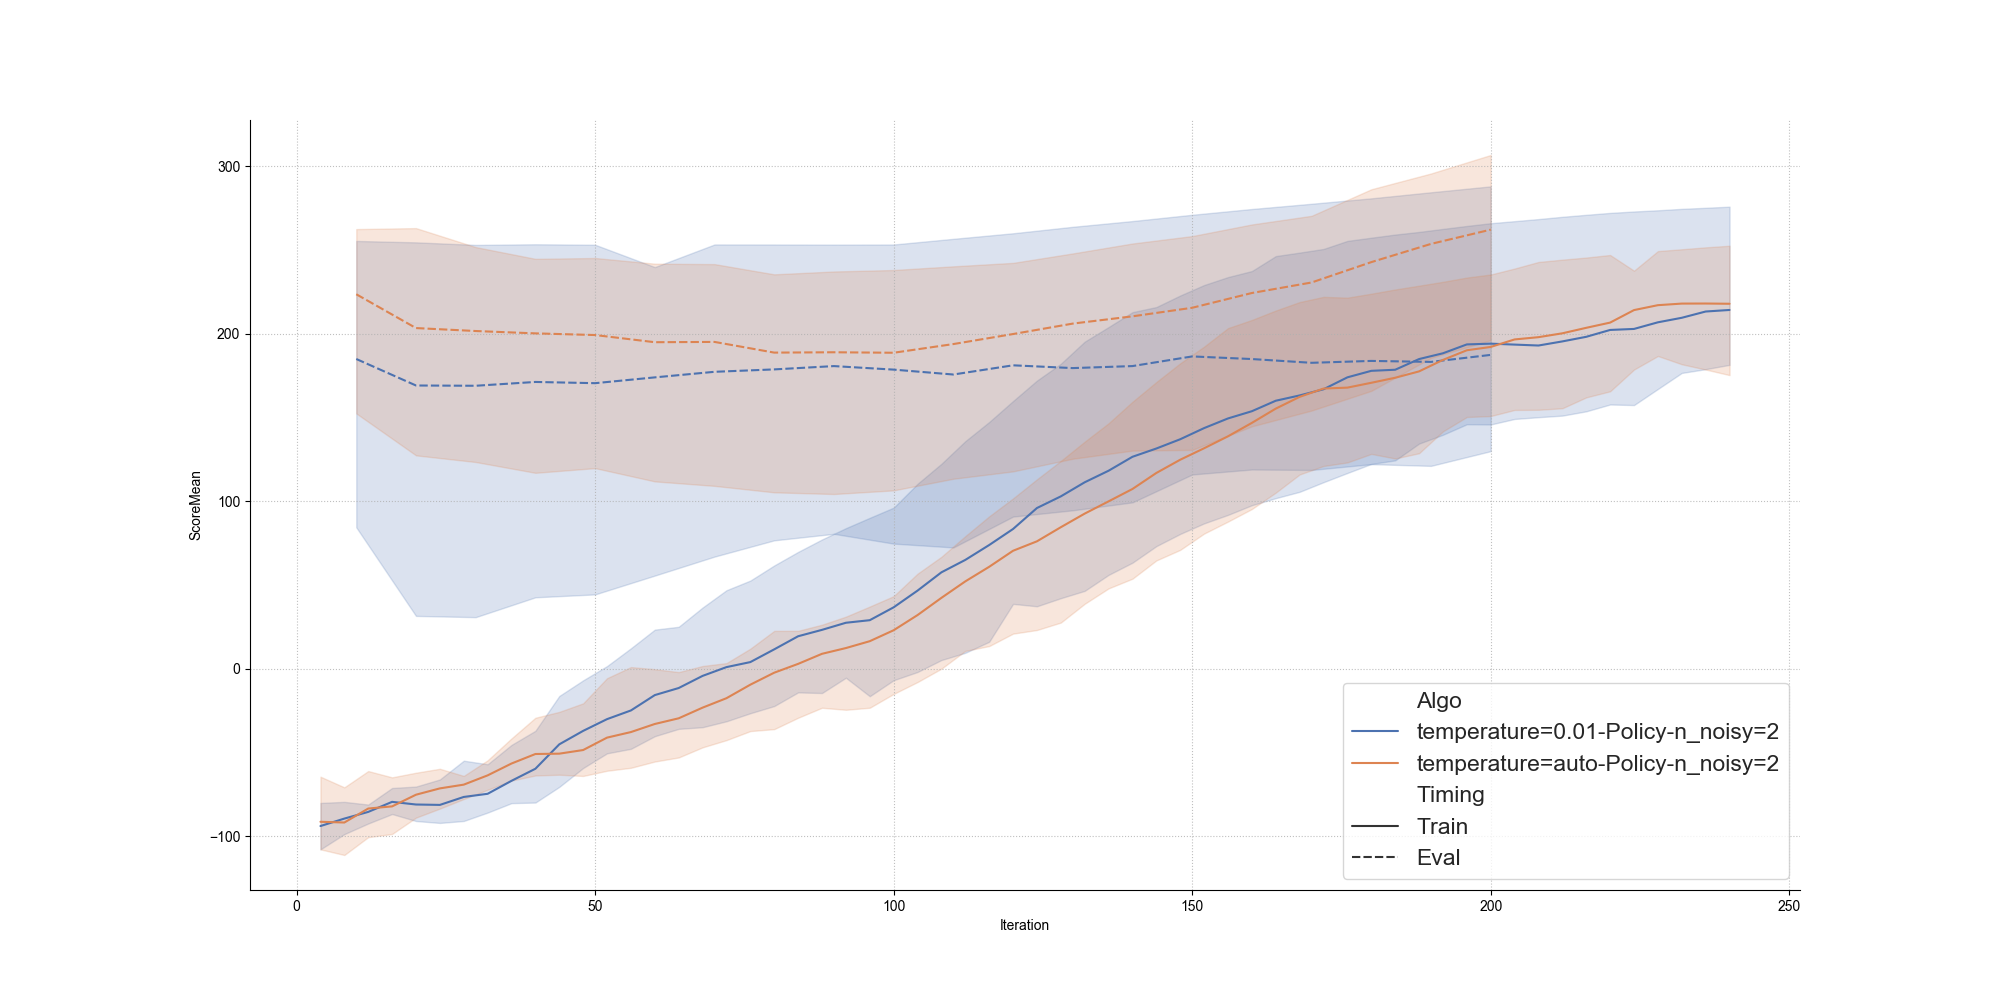 300
200
100
0
−100
ScoreMean
0
50
100
150
200
250
Iteration
Algo
temperature=0.01-Policy-n_noisy=2
temperature=auto-Policy-n_noisy=2
Timing
Train
Eval